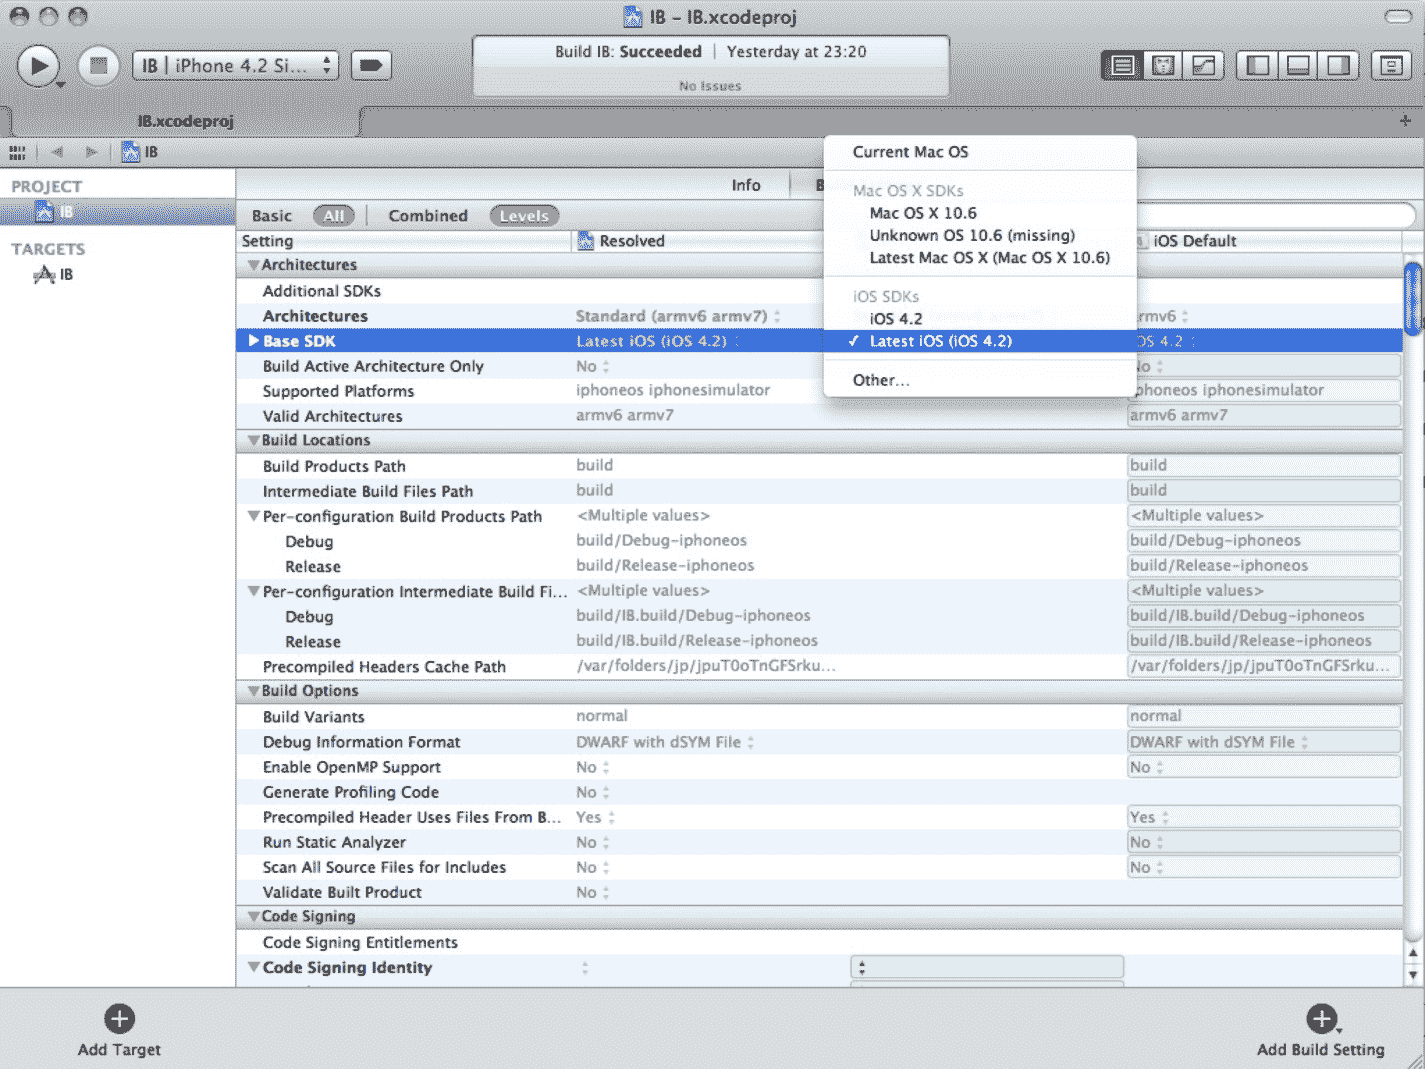 IB - IB.xcodeproj
IB | iPhone 4.2 Si...
Build IB: Succeeded | Yesterday at 23:20
No Issues
IB.xcodeproj
IB
PROJECT
IB
TARGETS
IB
Info
Basic All Combined Levels
Setting Resolved iOS Default
Current Mac OS
Mac OS X SDKs
Mac OS X 10.6
Unknown OS 10.6 (missing)
Latest Mac OS X (Mac OS X 10.6)
iOS SDKs
iOS 4.2
✓ Latest iOS (iOS 4.2)
Other...
Architectures
Additional SDKs
Architectures Standard (armv6 armv7) rmv6
Base SDK Latest iOS (iOS 4.2) OS 4.2
Build Active Architecture Only No
Supported Platforms iphoneos iphonesimulator phoneos iphonesimulator
Valid Architectures armv6 armv7 armv6 armv7
Build Locations
Build Products Path build build
Intermediate Build Files Path build build
Per-configuration Build Products Path <Multiple values> <Multiple values>
Debug build/Debug-iphoneos build/Debug-iphoneos
Release build/Release-iphoneos build/Release-iphoneos
Per-configuration Intermediate Build Fi... <Multiple values> <Multiple values>
Debug build/IB.build/Debug-iphoneos build/IB.build/Debug-iphoneos
Release build/IB.build/Release-iphoneos build/IB.build/Release-iphoneos
Precompiled Headers Cache Path /var/folders/jp/jpuT0oTnGFSrku... /var/folders/jp/jpuT0oTnGFSrku...
Build Options
Build Variants normal normal
Debug Information Format DWARF with dSYM File DWARF with dSYM File
Enable OpenMP Support No No
Generate Profiling Code No
Precompiled Header Uses Files From B... Yes Yes
Run Static Analyzer No No
Scan All Source Files for Includes No No
Validate Built Product No
Code Signing
Code Signing Entitlements
Code Signing Identity
Add Target
Add Build Setting